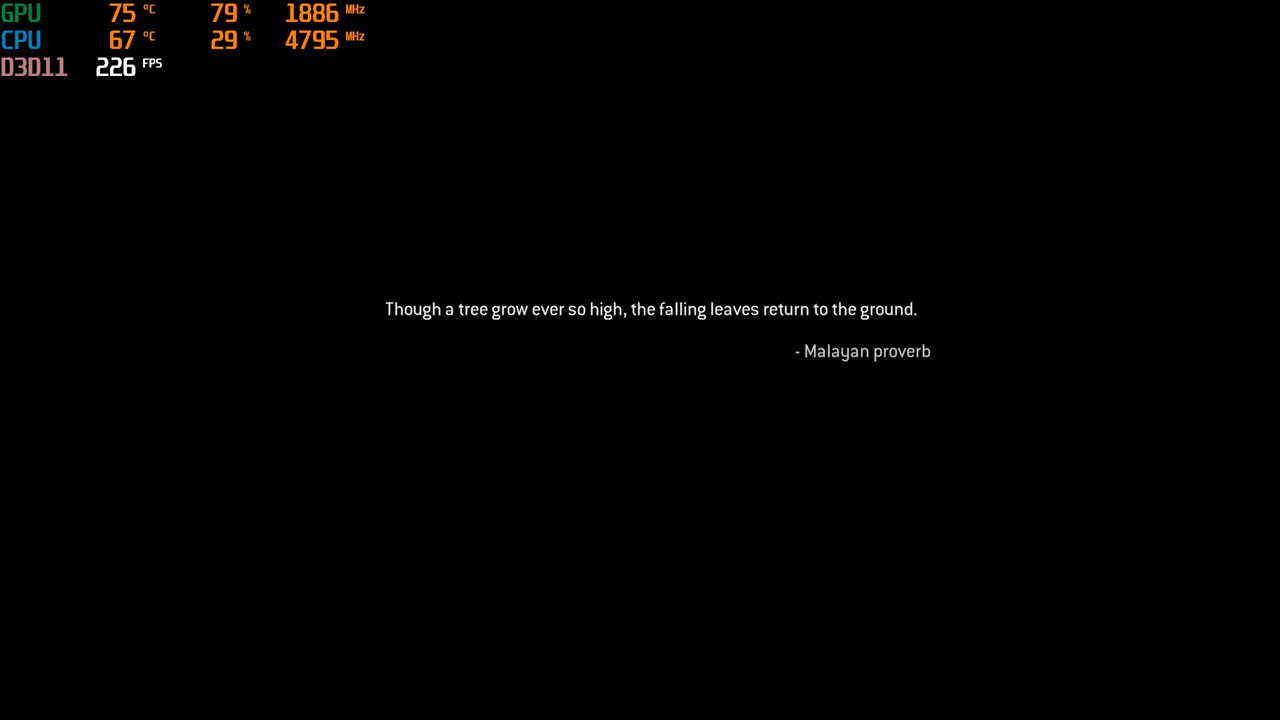 GPU 75 °C 79 % 1886 MHz
CPU 67 °C 29 % 4795 MHz
D3D11 226 FPS
Though a tree grow ever so high, the falling leaves return to the ground.
- Malayan proverb